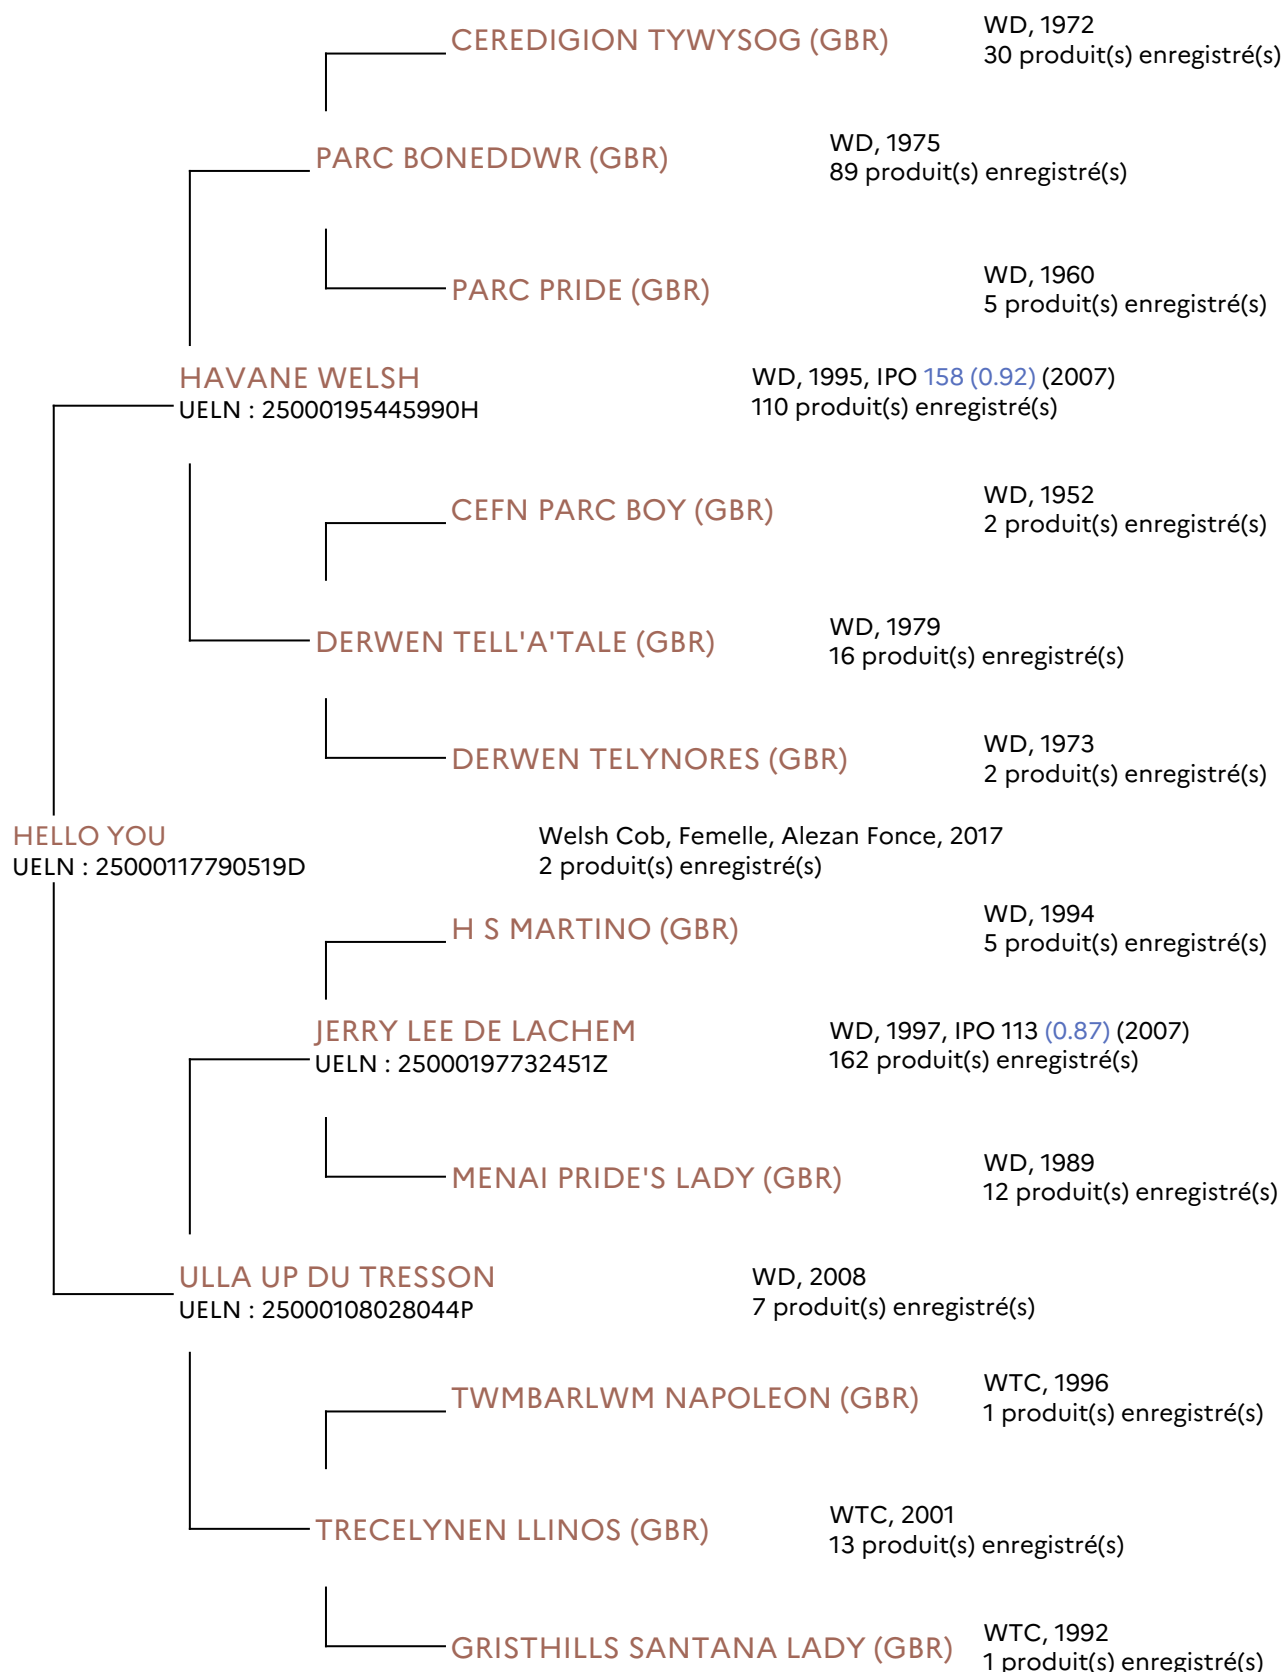 CEREDIGION TYWYSOG (GBR)
WD, 1972
30 produit(s) enregistré(s)
PARC BONEDDWR (GBR)
WD, 1975
89 produit(s) enregistré(s)
PARC PRIDE (GBR)
WD, 1960
5 produit(s) enregistré(s)
HAVANE WELSH
UELN : 25000195445990H
WD, 1995, IPO 158 (0.92) (2007)
110 produit(s) enregistré(s)
CEFN PARC BOY (GBR)
WD, 1952
2 produit(s) enregistré(s)
DERWEN TELL'A'TALE (GBR)
WD, 1979
16 produit(s) enregistré(s)
DERWEN TELYNORES (GBR)
WD, 1973
2 produit(s) enregistré(s)
HELLO YOU
UELN : 25000117790519D
Welsh Cob, Femelle, Alezan Fonce, 2017
2 produit(s) enregistré(s)
H S MARTINO (GBR)
WD, 1994
5 produit(s) enregistré(s)
JERRY LEE DE LACHEM
UELN : 25000197732451Z
WD, 1997, IPO 113 (0.87) (2007)
162 produit(s) enregistré(s)
MENAI PRIDE'S LADY (GBR)
WD, 1989
12 produit(s) enregistré(s)
ULLA UP DU TRESSON
UELN : 25000108028044P
WD, 2008
7 produit(s) enregistré(s)
TWMBARLWM NAPOLEON (GBR)
WTC, 1996
1 produit(s) enregistré(s)
TRECELYNEN LLINOS (GBR)
WTC, 2001
13 produit(s) enregistré(s)
GRISTHILLS SANTANA LADY (GBR)
WTC, 1992
1 produit(s) enregistré(s)